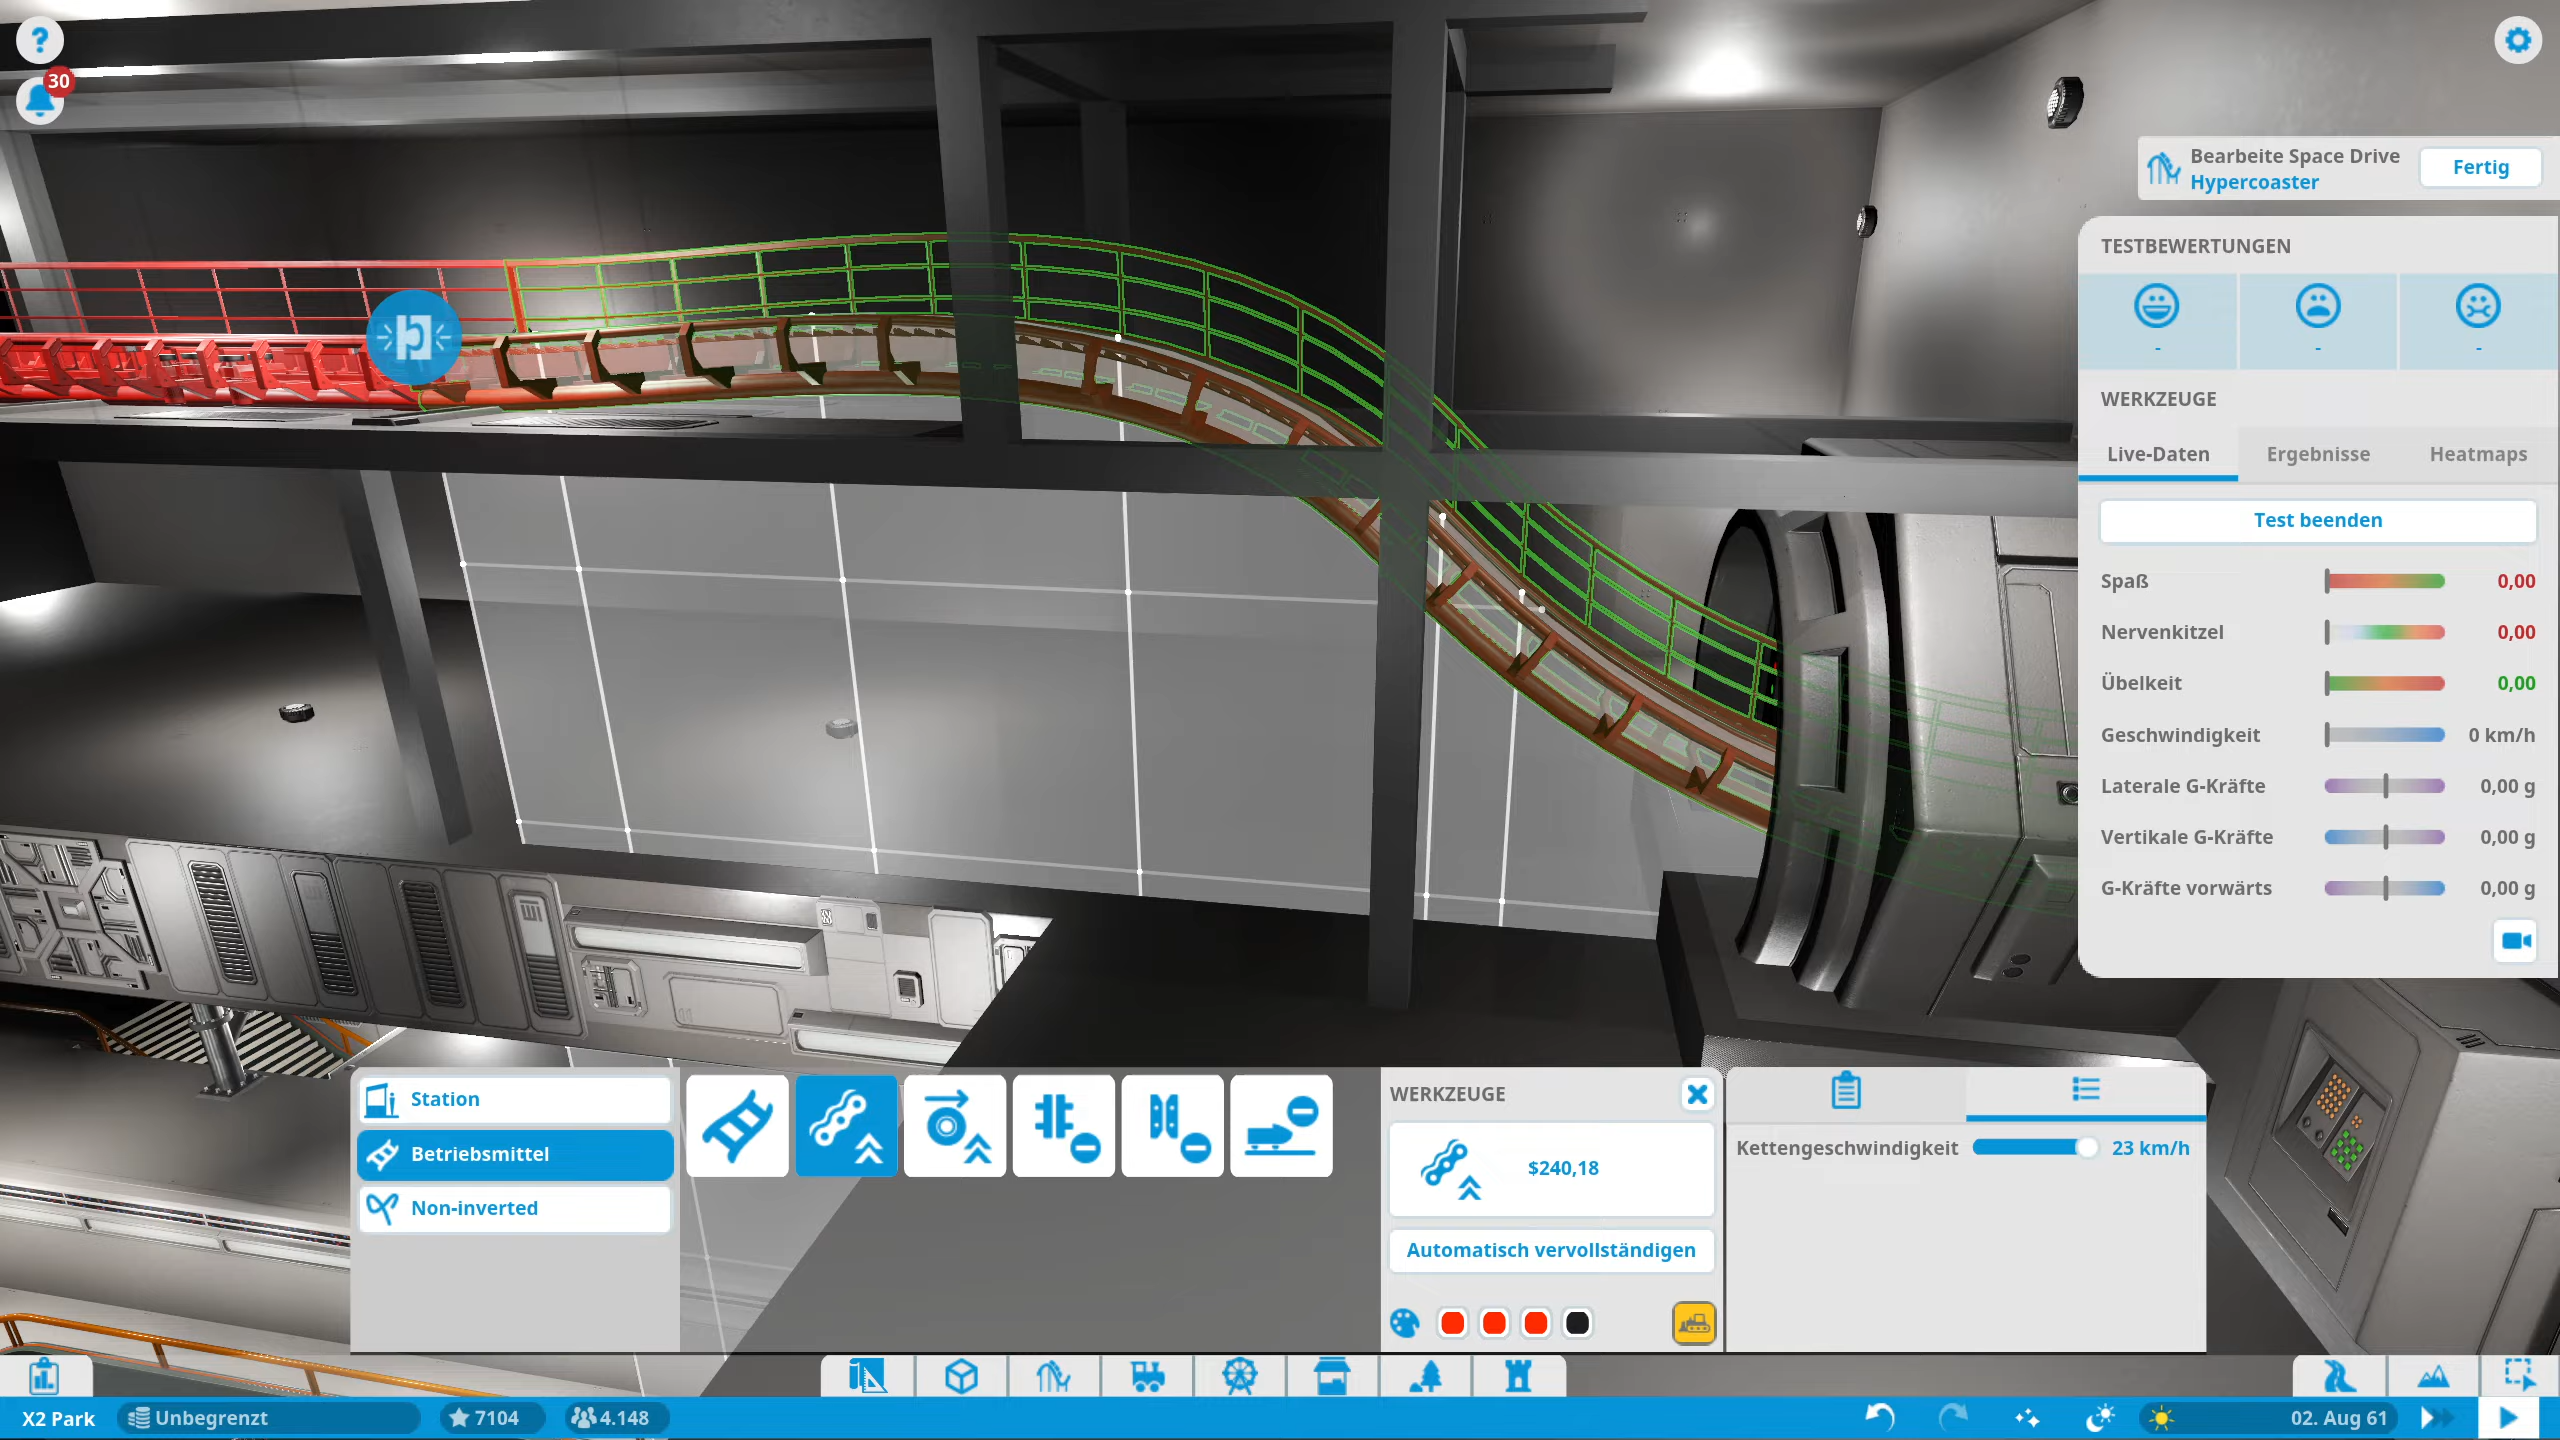 ?
30
Bearbeite Space Drive
Hypercoaster
Fertig
TESTBEWERTUNGEN
-
-
-
WERKZEUGE
Live-Daten
Ergebnisse
Heatmaps
Test beenden
Spaß 0,00
Nervenkitzel 0,00
Übelkeit 0,00
Geschwindigkeit 0 km/h
Laterale G-Kräfte 0,00 g
Vertikale G-Kräfte 0,00 g
G-Kräfte vorwärts 0,00 g
Station
Betriebsmittel
Non-inverted
WERKZEUGE
$240,18
Automatisch vervollständigen
Kettengeschwindigkeit 23 km/h
X2 Park
Unbegrenzt
7104
4.148
02. Aug 61